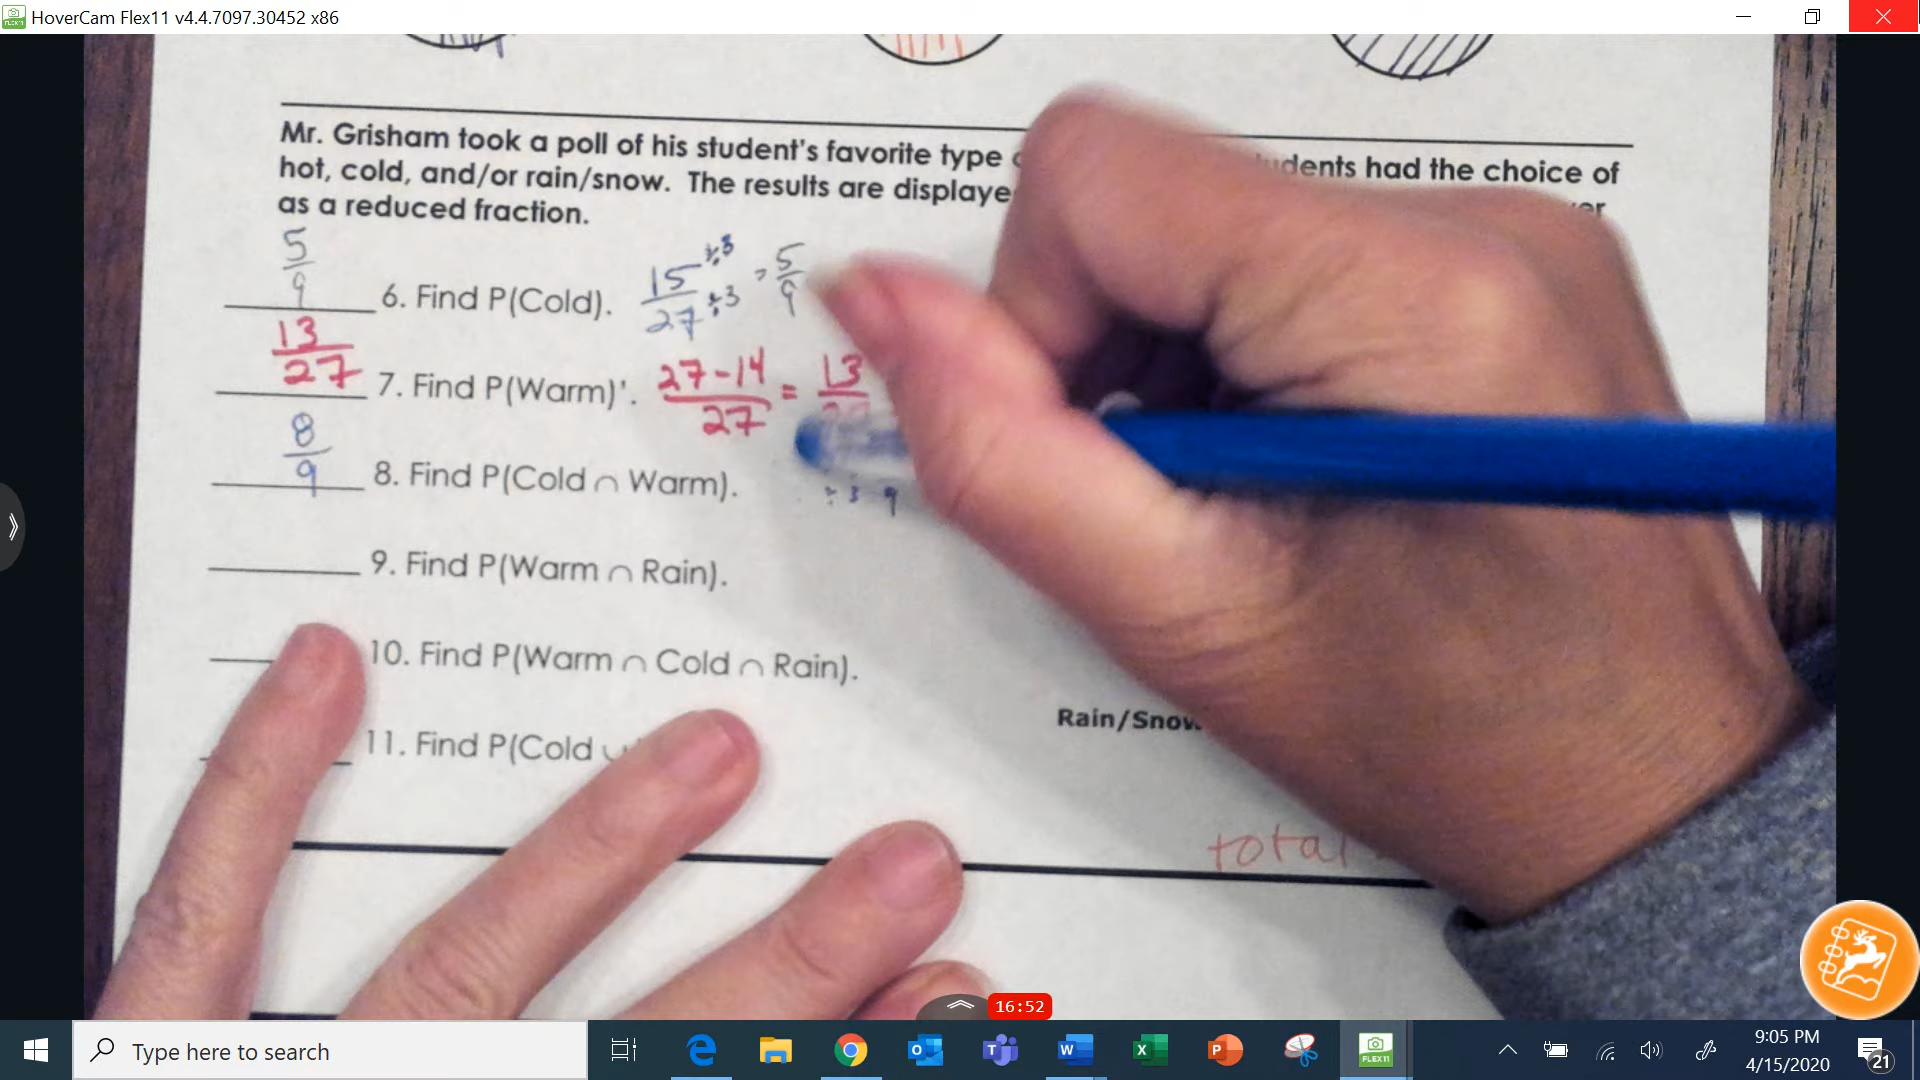 HoverCam Flex11 v4.4.7097.30452 x86
Mr. Grisham took a poll of his student's favorite type
had the choice of
hot, cold, and/or rain/snow. The results are
as a reduced fraction.
5/9 6. Find P(Cold). 15÷3/27÷3 = 5/9
13/27 7. Find P(Warm)'. 27-14/27 = 13
8/9 8. Find P(Cold ∩ Warm).
÷3 9
9. Find P(Warm ∩ Rain).
10. Find P(Warm ∩ Cold ∩ Rain).
11. Find P(Cold ∪
total
16:52
FLEX11
Type here to search
9:05 PM
4/15/2020
21